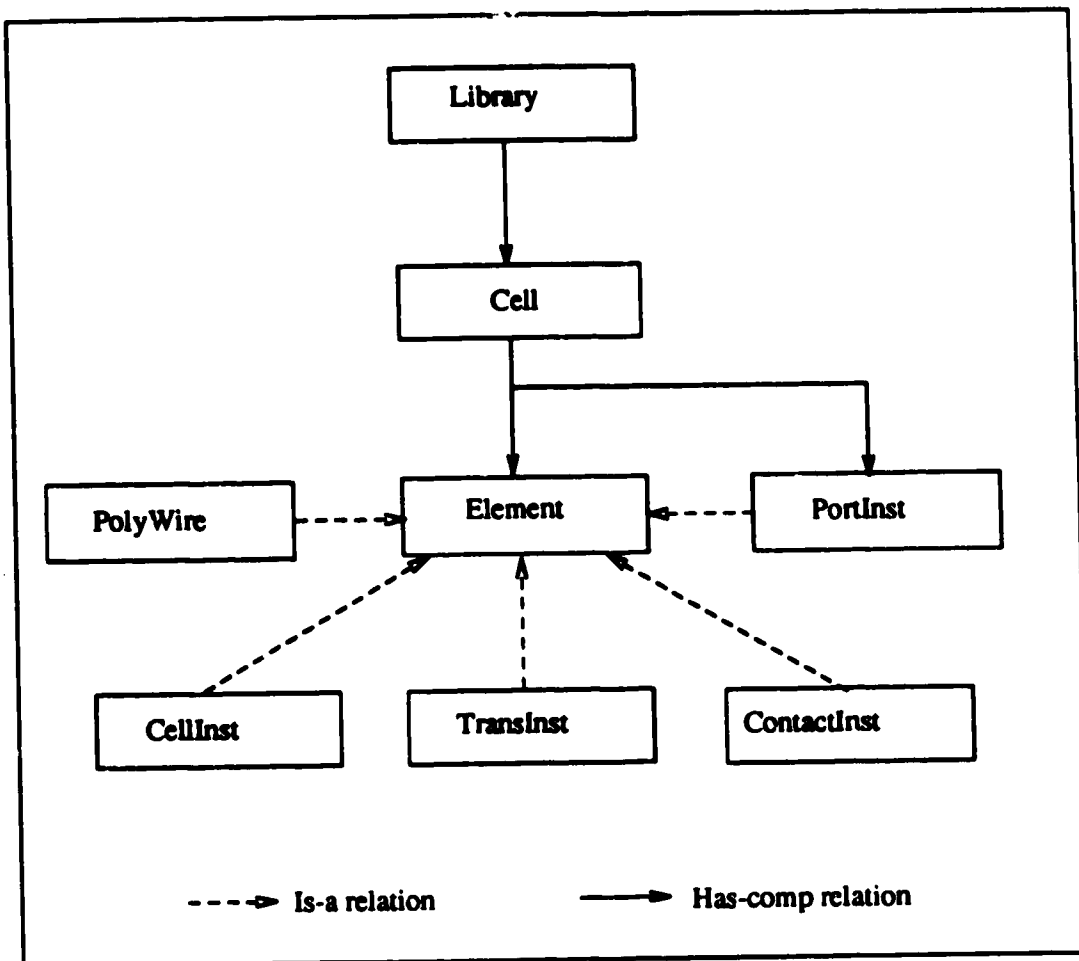 Library
Cell
PolyWire
Element
PortInst
CellInst
TransInst
ContactInst
Is-a relation
Has-comp relation